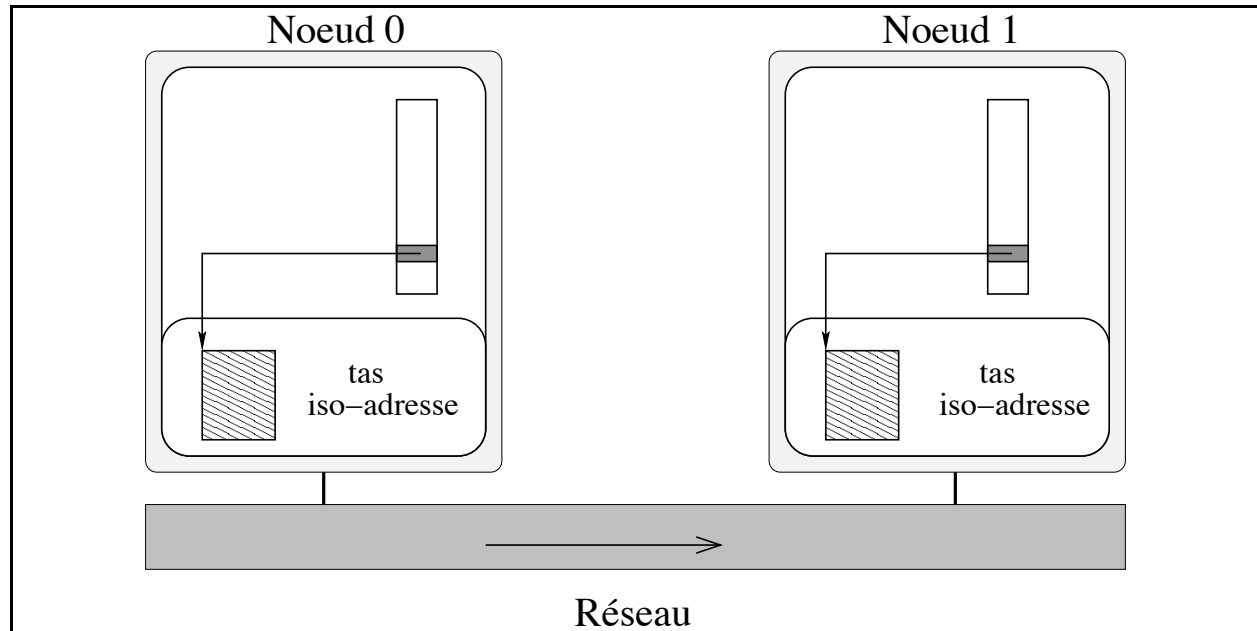 Noeud 0
Noeud 1
tas
iso−adresse
tas
iso−adresse
Réseau